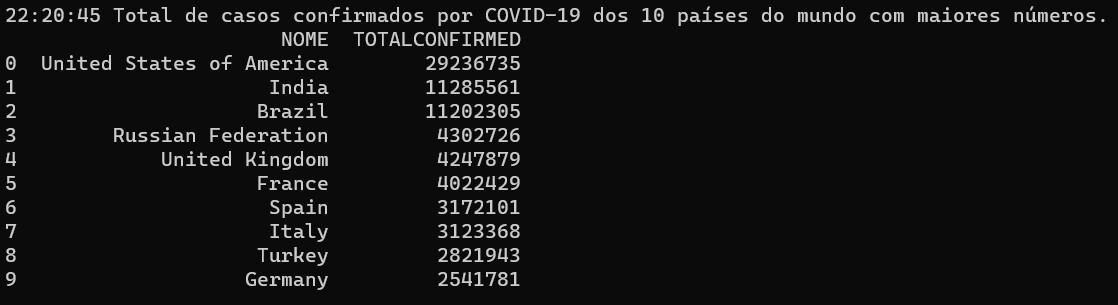 22:20:45 Total de casos confirmados por COVID-19 dos 10 países do mundo com maiores números.
NOME TOTALCONFIRMED
0 United States of America 29236735
1 India 11285561
2 Brazil 11202305
3 Russian Federation 4302726
4 United Kingdom 4247879
5 France 4022429
6 Spain 3172101
7 Italy 3123368
8 Turkey 2821943
9 Germany 2541781